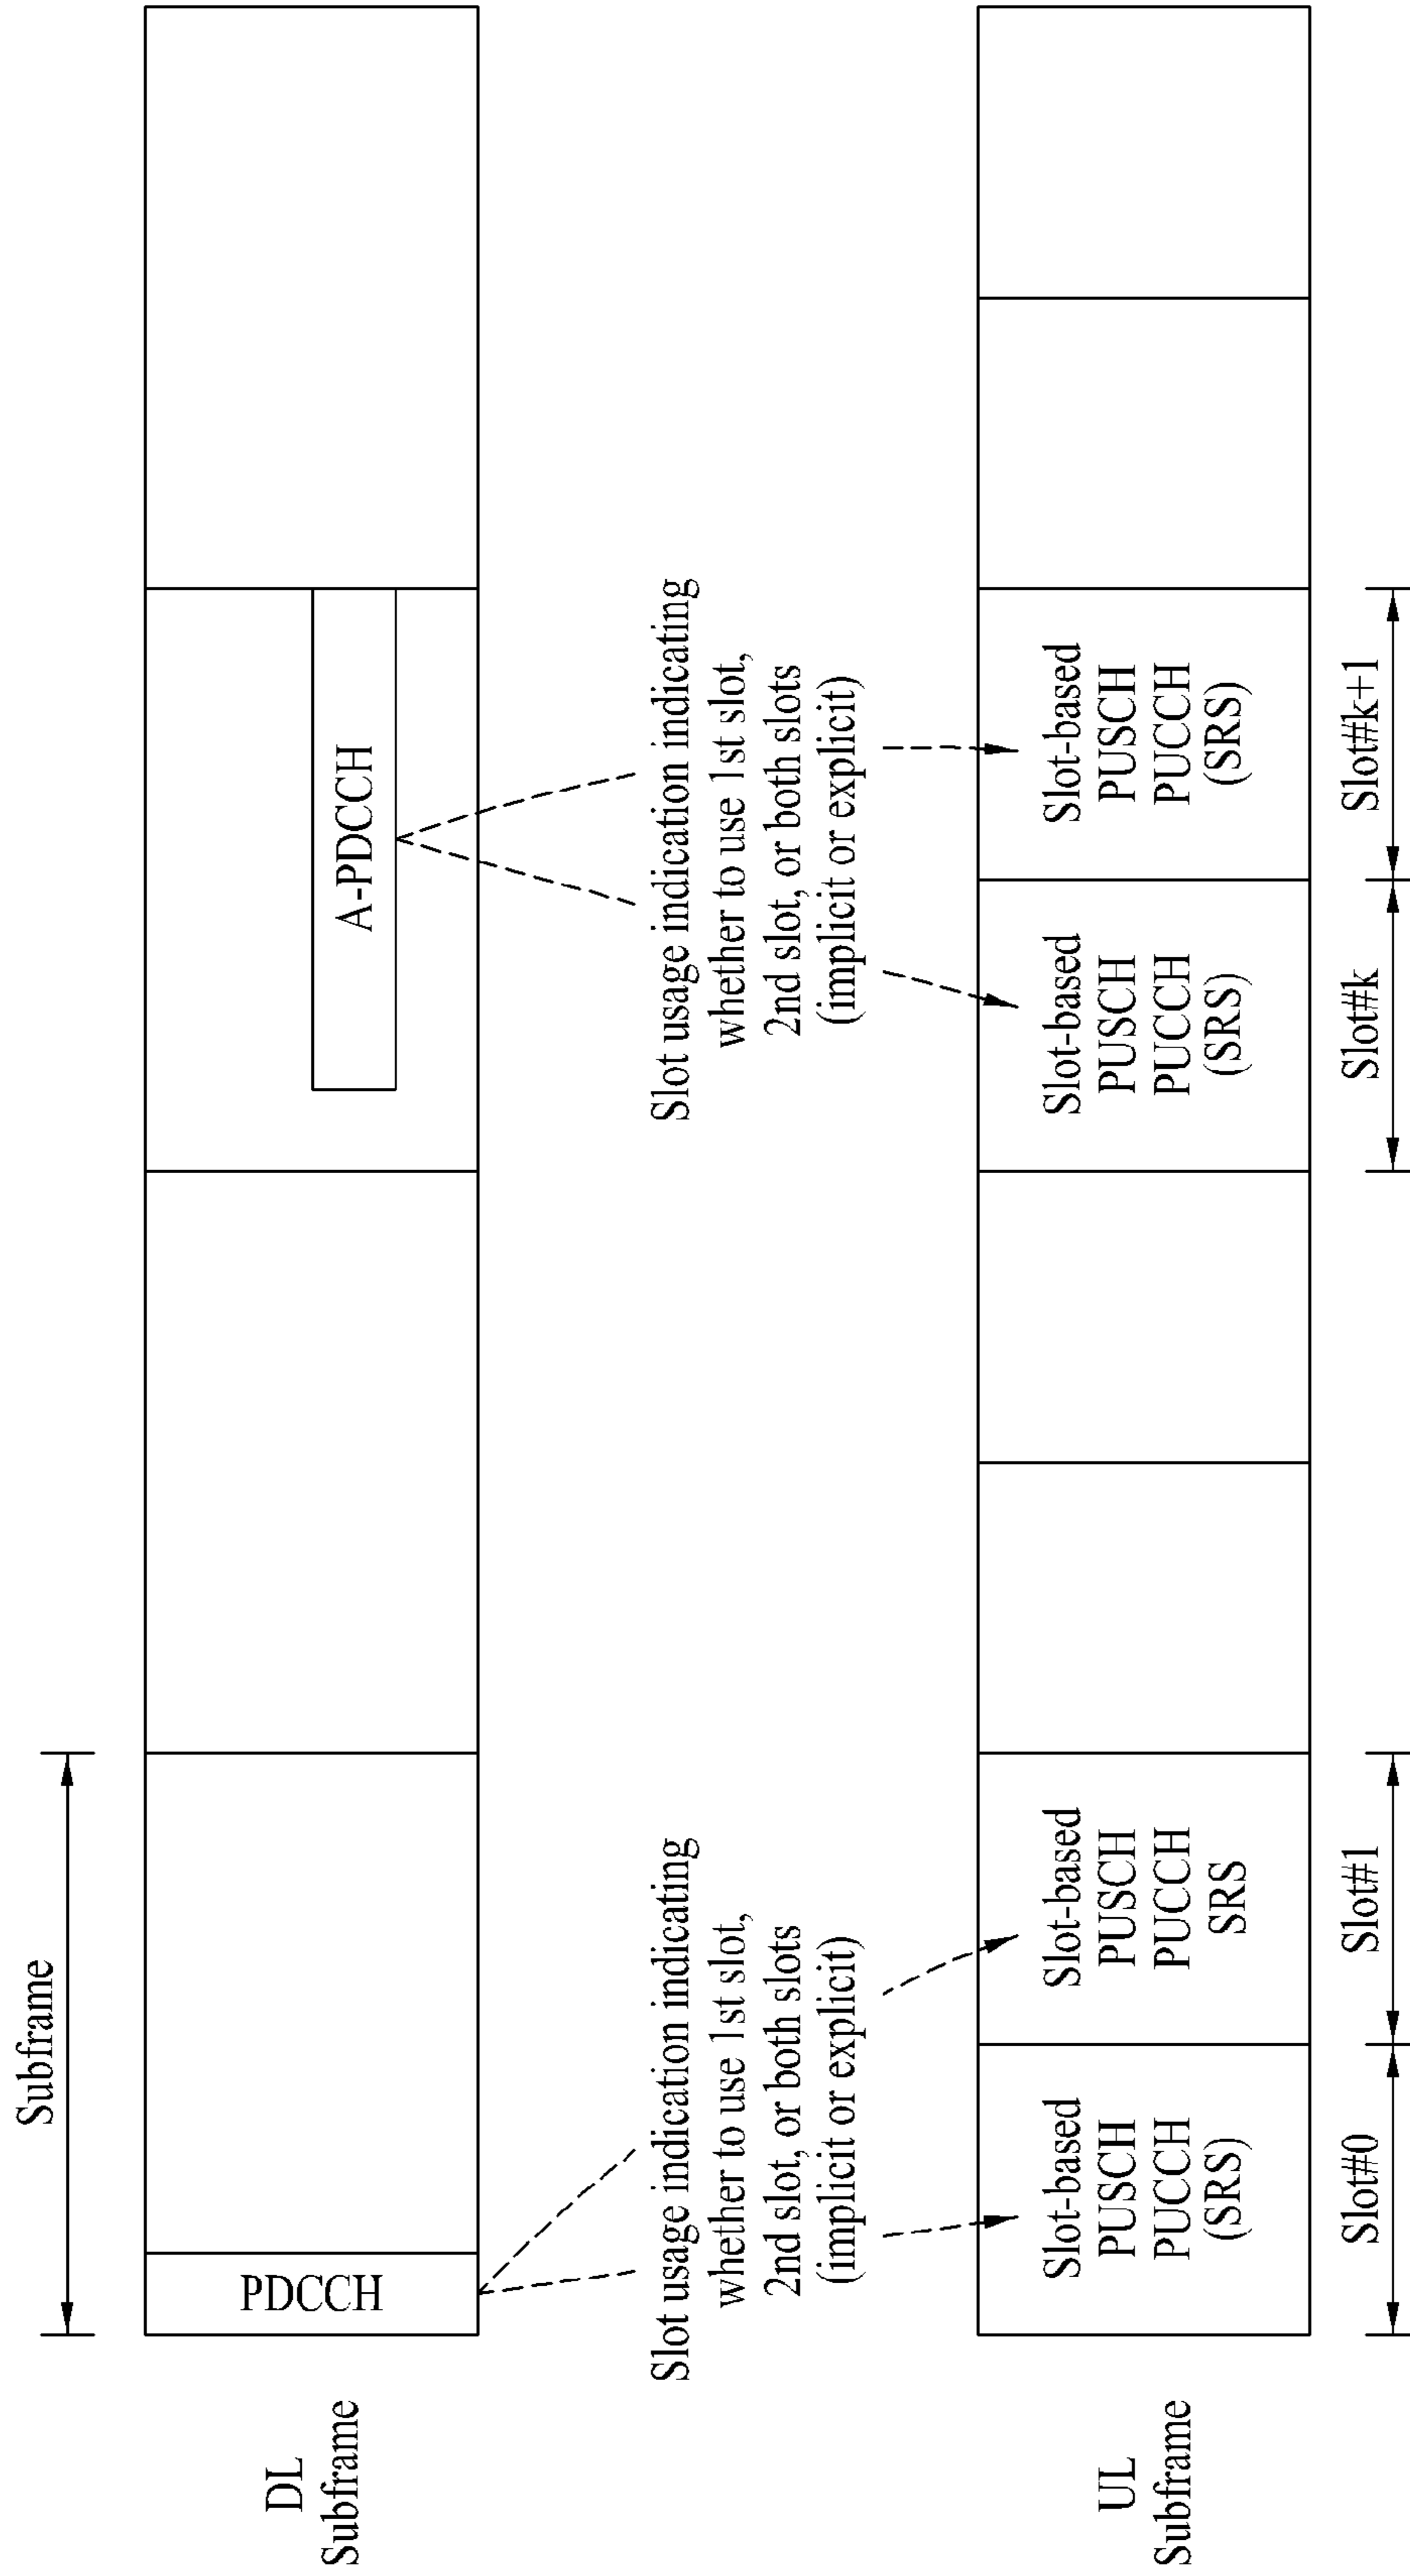 Subframe
DL
Subframe
PDCCH
A-PDCCH
Slot usage indication indicating
whether to use 1st slot,
2nd slot, or both slots
(implicit or explicit)
Slot usage indication indicating
whether to use 1st slot,
2nd slot, or both slots
(implicit or explicit)
UL
Subframe
Slot-based
PUSCH
PUCCH
(SRS)
Slot-based
PUSCH
PUCCH
SRS
Slot-based
PUSCH
PUCCH
(SRS)
Slot-based
PUSCH
PUCCH
(SRS)
Slot#0
Slot#1
Slot#k
Slot#k+1